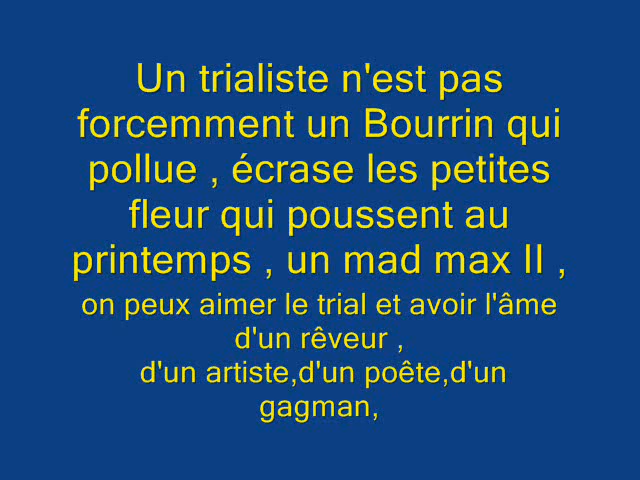 Un trialiste n'est pas
forcemment un Bourrin qui
pollue , écrase les petites
fleur qui poussent au
printemps , un mad max II ,
on peux aimer le trial et avoir l'âme
d'un rêveur ,
d'un artiste,d'un poête,d'un
gagman,